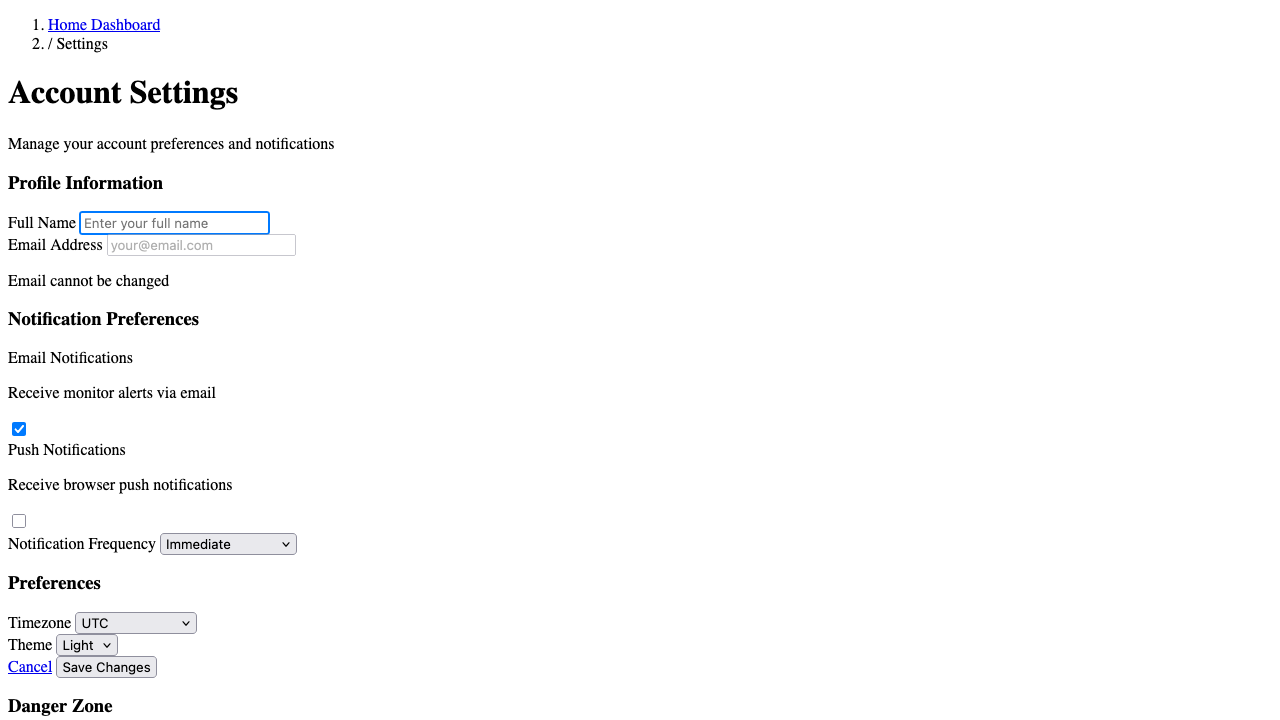 1. Home Dashboard
2. / Settings
Account Settings
Manage your account preferences and notifications
Profile Information
Full Name Enter your full name
Email Address your@email.com
Email cannot be changed
Notification Preferences
Email Notifications
Receive monitor alerts via email
Push Notifications
Receive browser push notifications
Notification Frequency Immediate
Preferences
Timezone UTC
Theme Light
Cancel Save Changes
Danger Zone